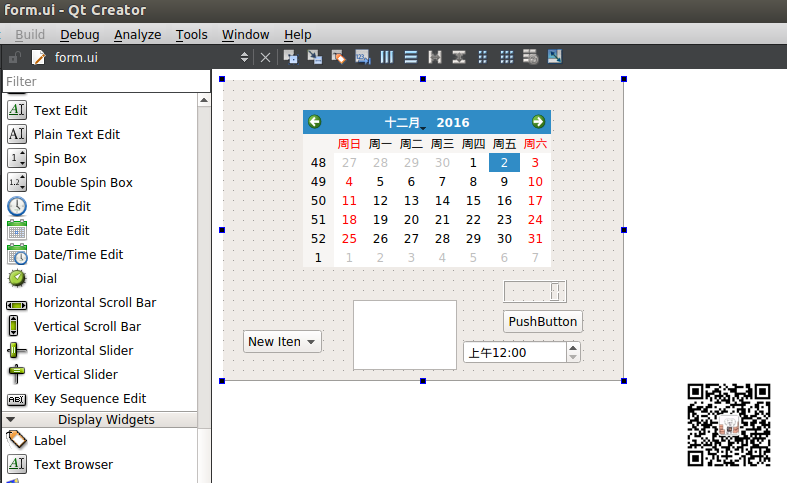 form.ui - Qt Creator
Build Debug Analyze Tools Window Help
form.ui
Filter
Text Edit
Plain Text Edit
Spin Box
Double Spin Box
Time Edit
Date Edit
Date/Time Edit
Dial
Horizontal Scroll Bar
Vertical Scroll Bar
Horizontal Slider
Vertical Slider
Key Sequence Edit
Display Widgets
Label
Text Browser
十二月 2016
周日 周一 周二 周三 周四 周五 周六
48 27 28 29 30 1 2 3
49 4 5 6 7 8 9 10
50 11 12 13 14 15 16 17
51 18 19 20 21 22 23 24
52 25 26 27 28 29 30 31
1 1 2 3 4 5 6 7
0
PushButton
New Iten
上午12:00